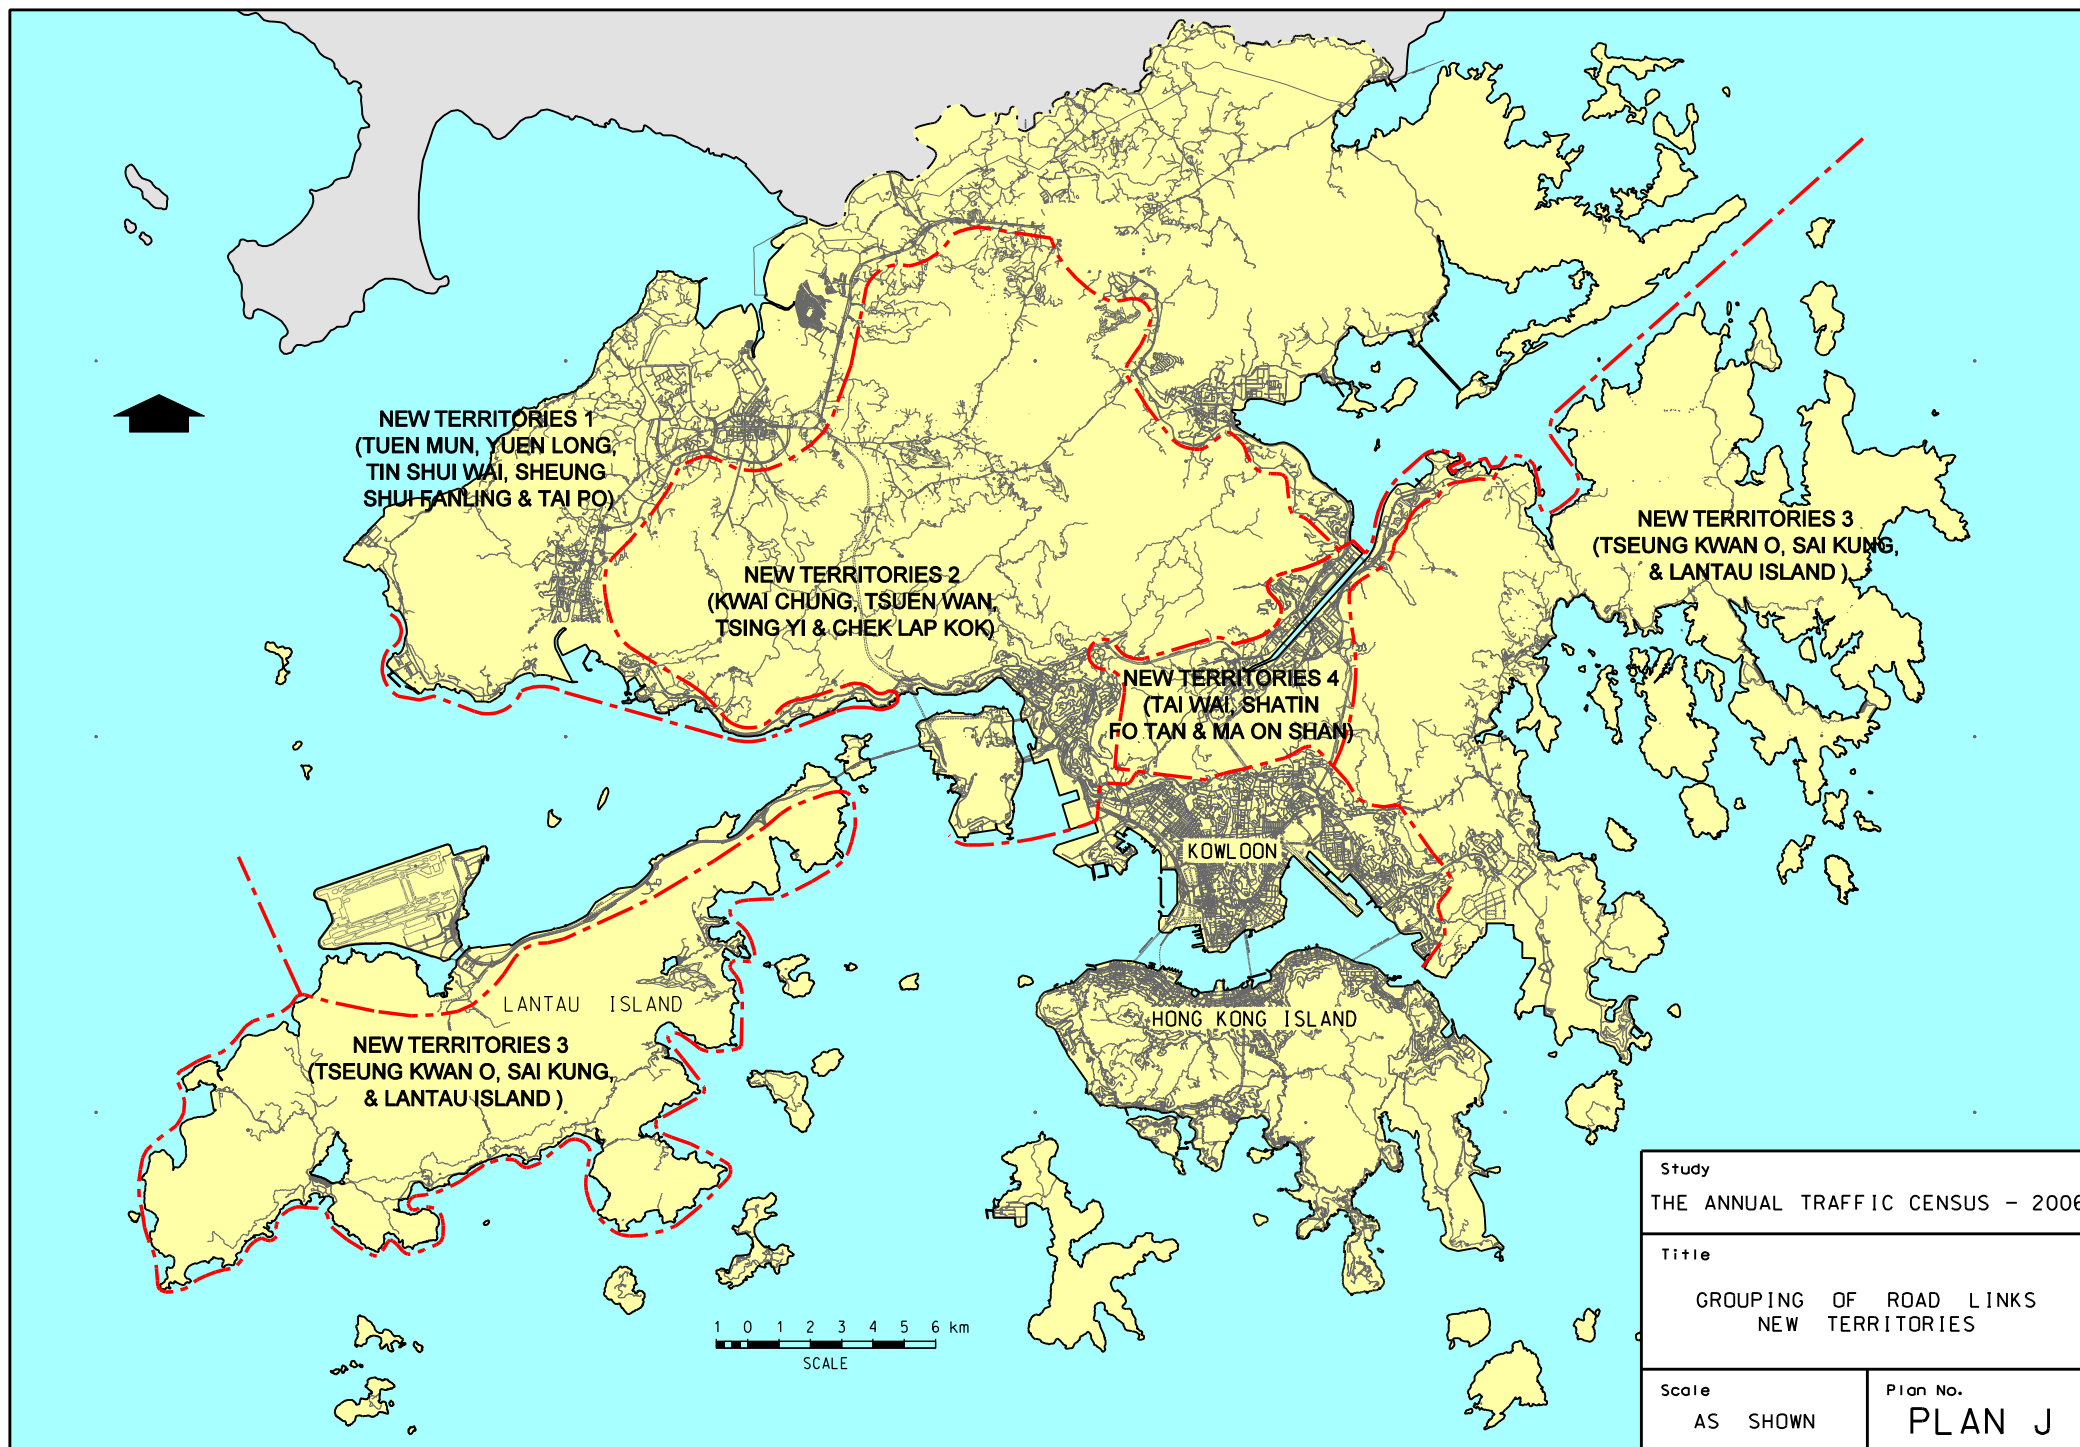 NEW TERRITORIES 1
(TUEN MUN, YUEN LONG,
TIN SHUI WAI, SHEUNG
SHUI FANLING & TAI PO)
NEW TERRITORIES 2
(KWAI CHUNG, TSUEN WAN,
TSING YI & CHEK LAP KOK)
NEW TERRITORIES 3
(TSEUNG KWAN O, SAI KUNG,
& LANTAU ISLAND )
NEW TERRITORIES 4
(TAI WAI, SHATIN
FO TAN & MA ON SHAN)
KOWLOON
LANTAU ISLAND
HONG KONG ISLAND
NEW TERRITORIES 3
(TSEUNG KWAN O, SAI KUNG,
& LANTAU ISLAND )
1 0 1 2 3 4 5 6 km
SCALE
Study
THE ANNUAL TRAFFIC CENSUS - 2006
Title
GROUPING OF ROAD LINKS
NEW TERRITORIES
Scale
AS SHOWN
Plan No.
PLAN J